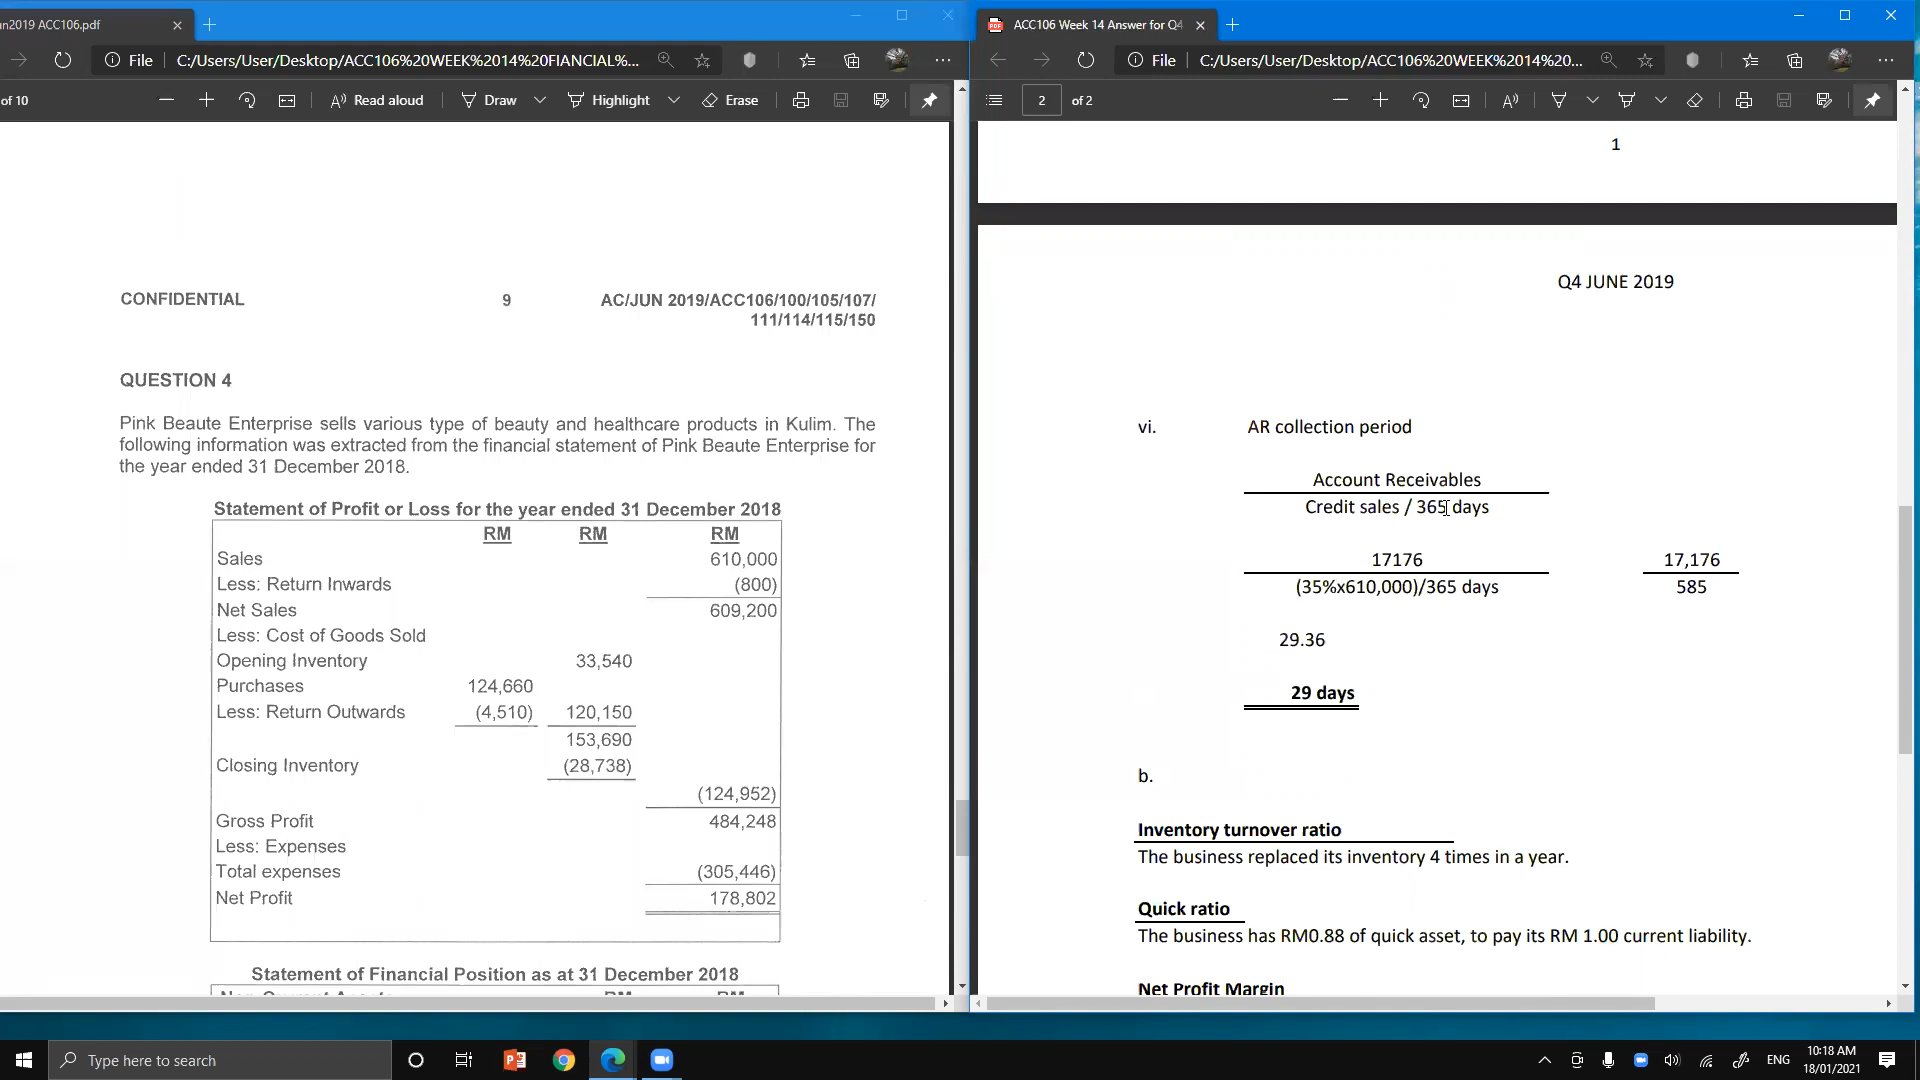 un2019 ACC106.pdf
ACC106 Week 14 Answer for Q4
File C:/Users/User/Desktop/ACC106%20WEEK%2014%20FIANCIAL%...
File C:/Users/User/Desktop/ACC106%20WEEK%2014%20...
of 10
Read aloud
Draw
Highlight
Erase
2 of 2
CONFIDENTIAL 9 AC/JUN 2019/ACC106/100/105/107/
111/114/115/150
QUESTION 4
Pink Beaute Enterprise sells various type of beauty and healthcare products in Kulim. The
following information was extracted from the financial statement of Pink Beaute Enterprise for
the year ended 31 December 2018.
Statement of Profit or Loss for the year ended 31 December 2018
RM RM RM
Sales 610,000
Less: Return Inwards (800)
Net Sales 609,200
Less: Cost of Goods Sold
Opening Inventory 33,540
Purchases 124,660
Less: Return Outwards (4,510) 120,150
153,690
Closing Inventory (28,738)
(124,952)
Gross Profit 484,248
Less: Expenses
Total expenses (305,446)
Net Profit 178,802
Statement of Financial Position as at 31 December 2018
1
Q4 JUNE 2019
vi. AR collection period
Account Receivables
Credit sales / 365 days
17176 17,176
(35%x610,000)/365 days 585
29.36
29 days
b.
Inventory turnover ratio
The business replaced its inventory 4 times in a year.
Quick ratio
The business has RM0.88 of quick asset, to pay its RM 1.00 current liability.
Net Profit Margin
Type here to search
ENG
10:18 AM
18/01/2021